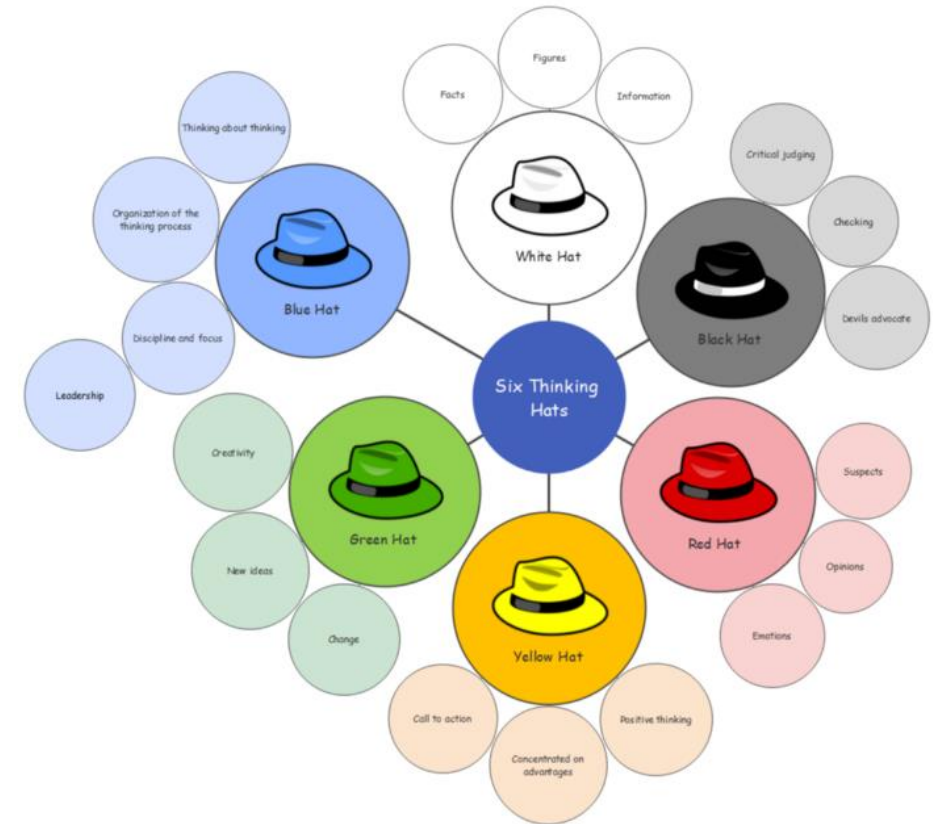 Figures
Facts
Information
White Hat
Thinking about thinking
Organization of the
thinking process
Discipline and focus
Leadership
Blue Hat
Critical judging
Checking
Devils advocate
Black Hat
Six Thinking
Hats
Creativity
New ideas
Change
Green Hat
Suspects
Opinions
Emotions
Red Hat
Yellow Hat
Call to action
Concentrated on
advantages
Positive thinking